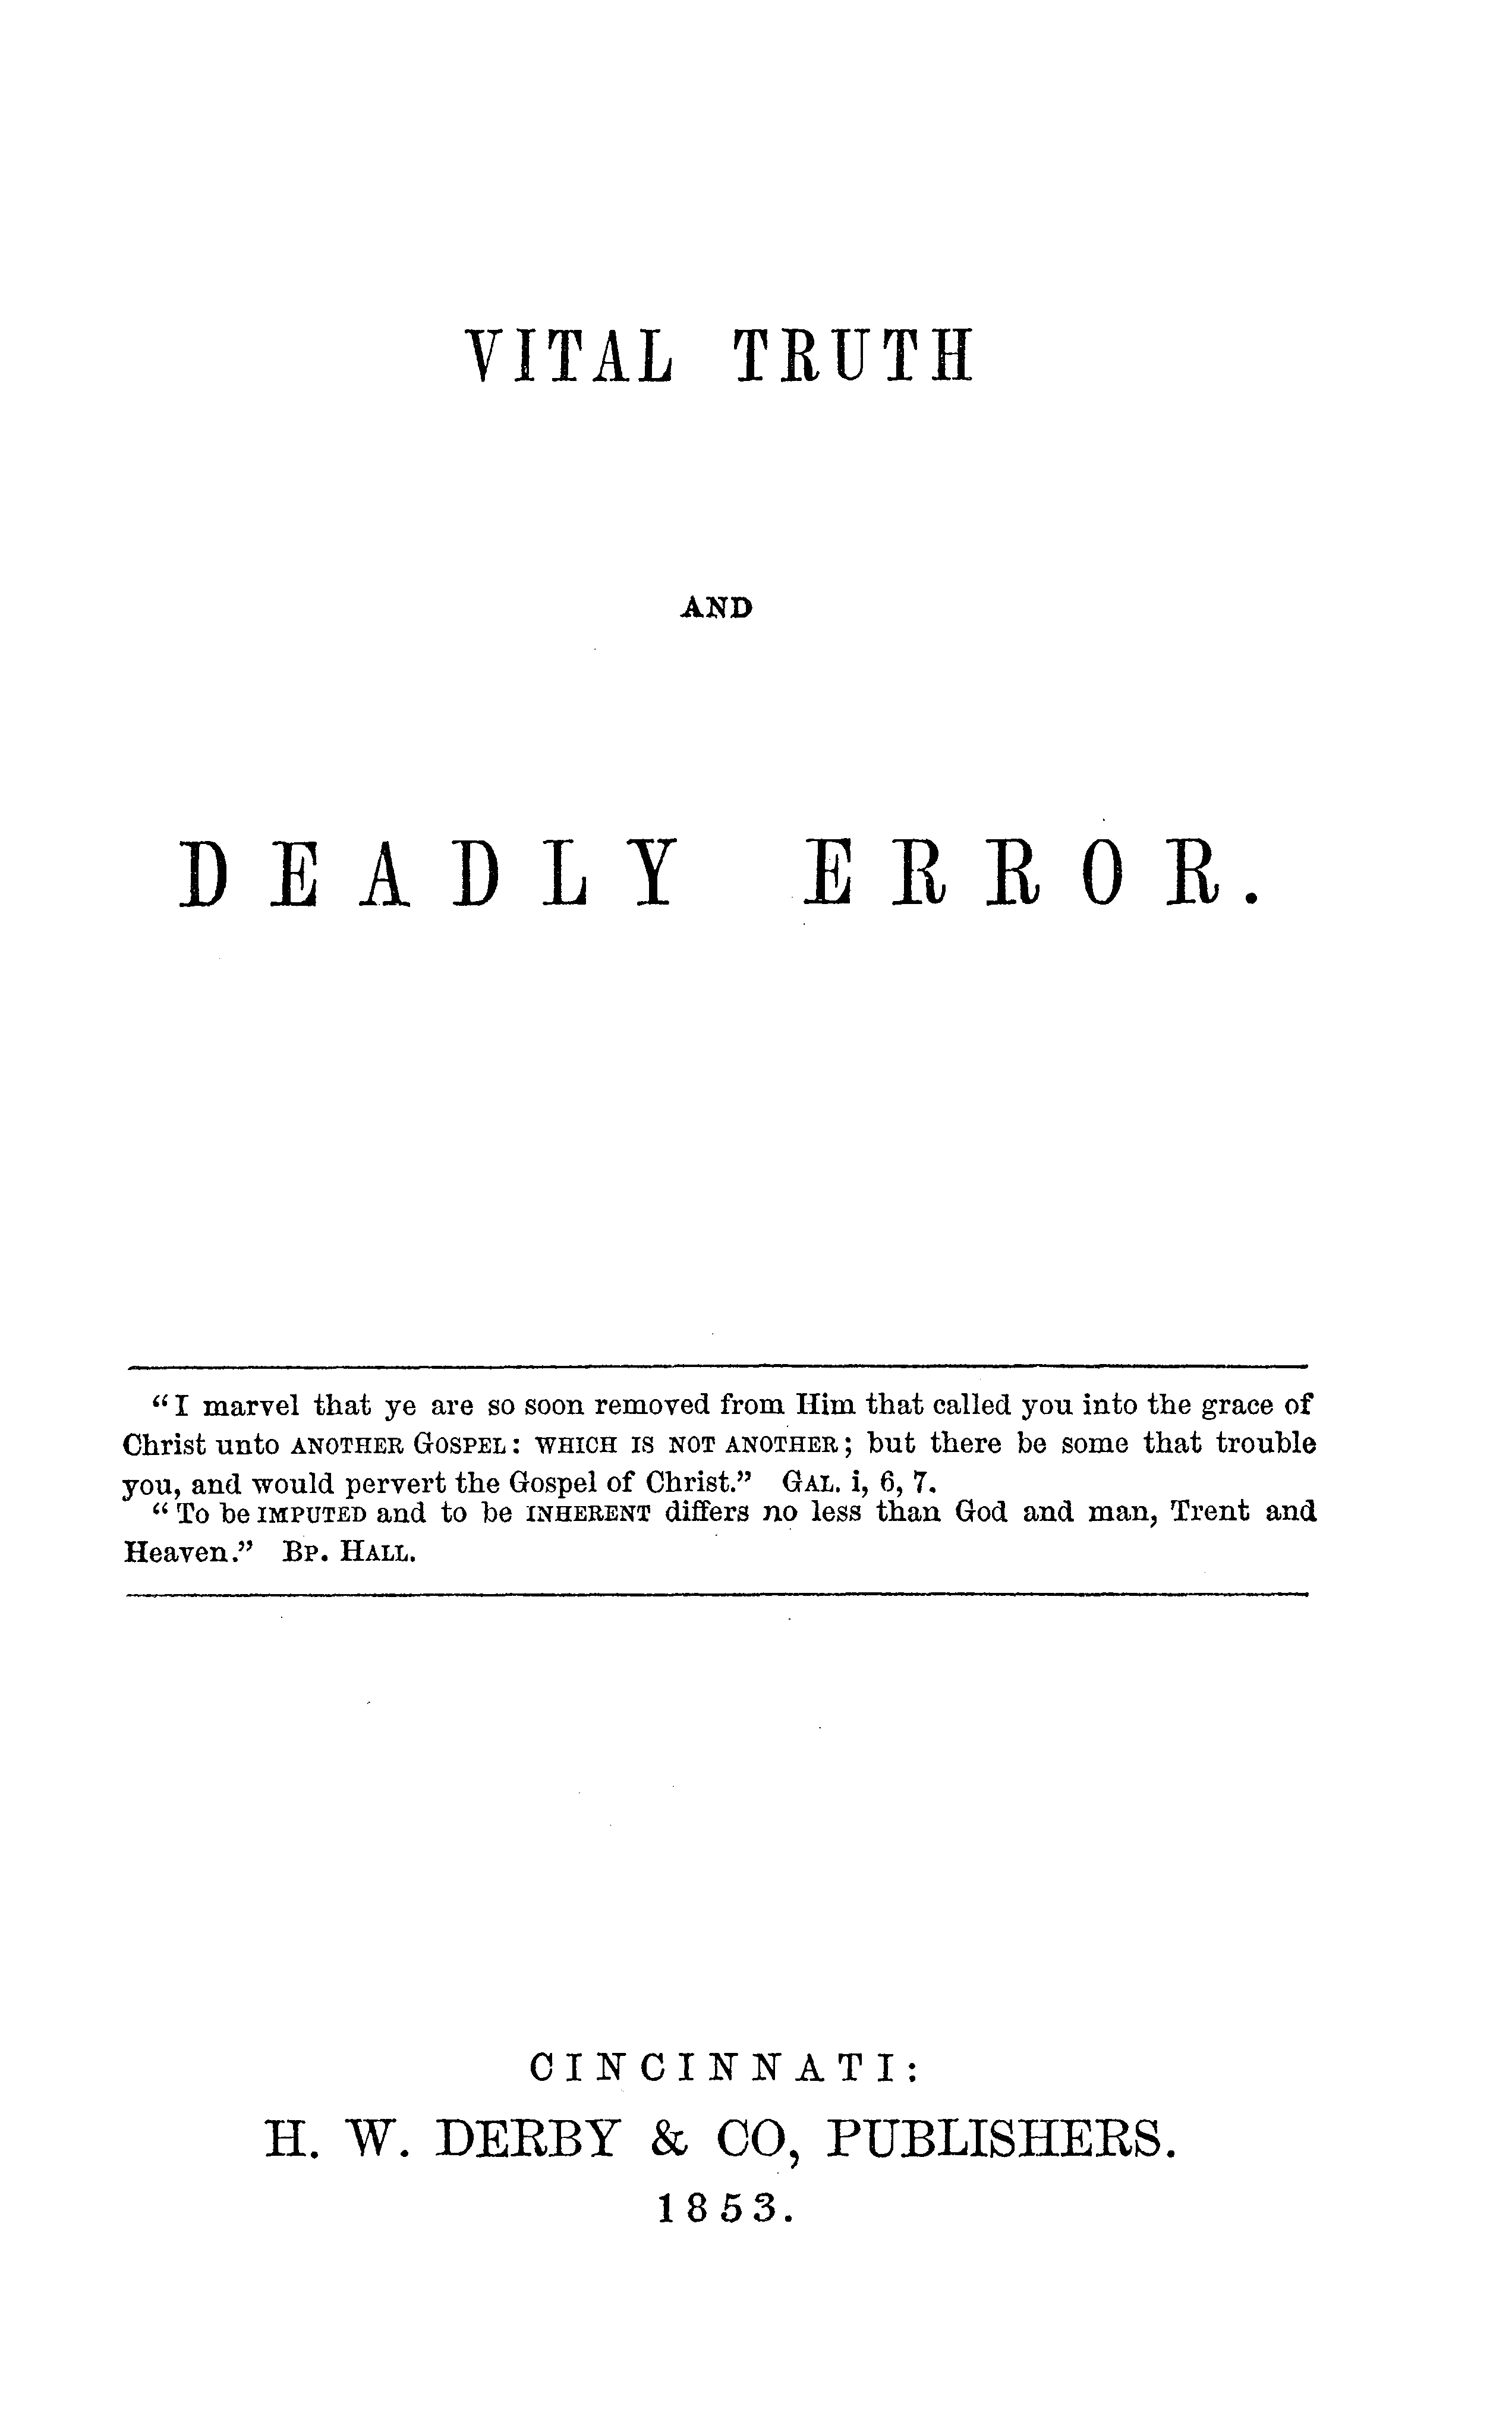 VITAL TRUTH
AND
DEADLY ERROR.
“I marvel that ye are so soon removed from Him that called you into the grace of
Christ unto ANOTHER GOSPEL: WHICH IS NOT ANOTHER; but there be some that trouble
you, and would pervert the Gospel of Christ.” GAL. i, 6, 7.
“To be IMPUTED and to be INHERENT differs no less than God and man, Trent and
Heaven.” BP. HALL.
CINCINNATI:
H. W. DERBY & CO, PUBLISHERS.
1853.